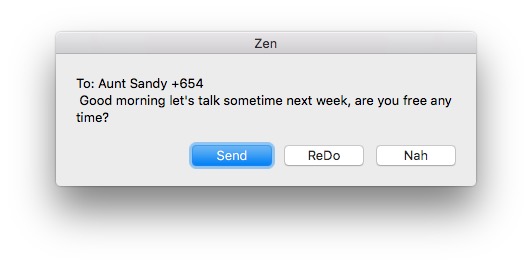 Zen
To: Aunt Sandy +654
Good morning let's talk sometime next week, are you free any
time?
Send ReDo Nah